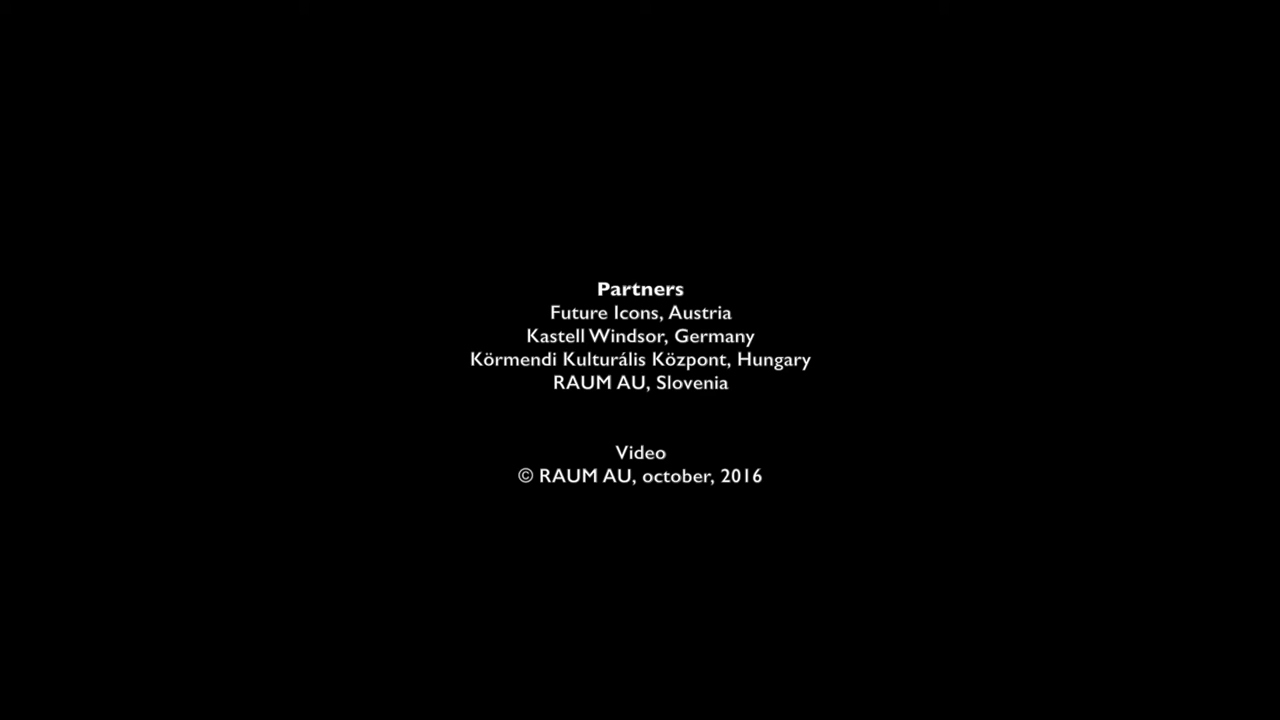 Partners
Future Icons, Austria
Kastell Windsor, Germany
Körmendi Kulturális Központ, Hungary
RAUM AU, Slovenia
Video
© RAUM AU, october, 2016